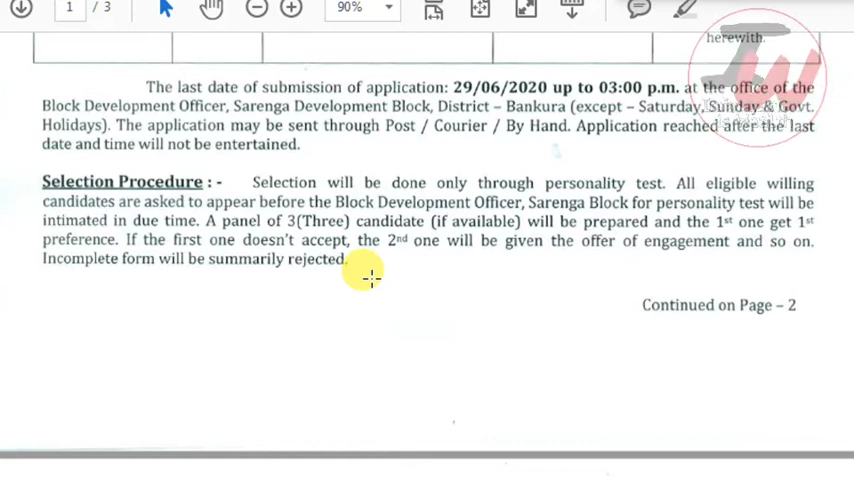 1 / 3
90%
herewith.
The last date of submission of application: 29/06/2020 up to 03:00 p.m. at the office of the
Block Development Officer, Sarenga Development Block, District – Bankura (except – Saturday, Sunday & Govt.
Holidays). The application may be sent through Post / Courier / By Hand. Application reached after the last
date and time will not be entertained.
Selection Procedure : - Selection will be done only through personality test. All eligible willing
candidates are asked to appear before the Block Development Officer, Sarenga Block for personality test will be
intimated in due time. A panel of 3(Three) candidate (if available) will be prepared and the 1st one get 1st
preference. If the first one doesn't accept, the 2nd one will be given the offer of engagement and so on.
Incomplete form will be summarily rejected.
Continued on Page – 2